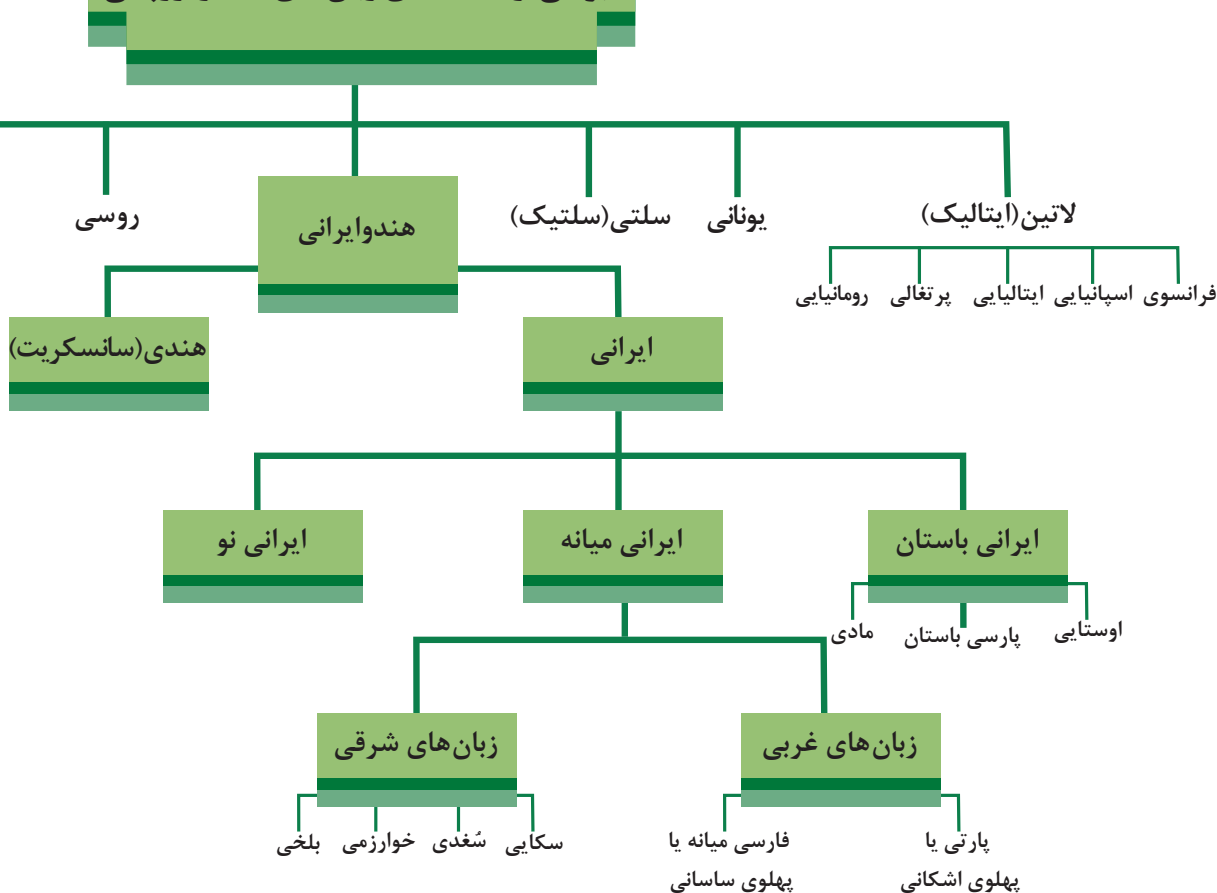 لاتین(ایتالیک)
یونانی
سلتی(سلتیک)
هندوایرانی
روسی
فرانسوی
اسپانیایی
ایتالیایی
پرتغالی
رومانیایی
ایرانی
هندی(سانسکریت)
ایرانی باستان
ایرانی میانه
ایرانی نو
اوستایی
پارسی باستان
مادی
زبان‌های غربی
زبان‌های شرقی
پارتی یا
پهلوی اشکانی
فارسی میانه یا
پهلوی ساسانی
سکایی
سُغدی
خوارزمی
بلخی